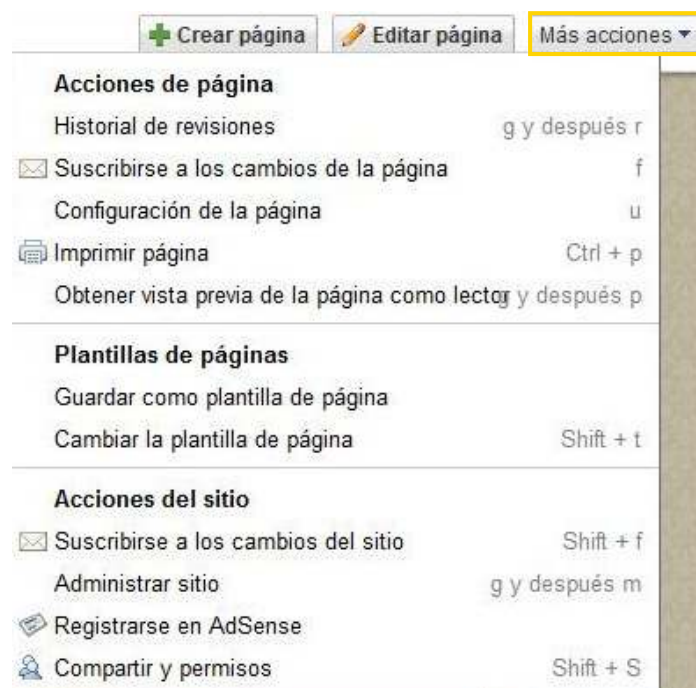 Crear página Editar página Más acciones
Acciones de página
Historial de revisiones g y después r
Suscribirse a los cambios de la página f
Configuración de la página u
Imprimir página Ctrl + p
Obtener vista previa de la página como lector g y después p
Plantillas de páginas
Guardar como plantilla de página
Cambiar la plantilla de página Shift + t
Acciones del sitio
Suscribirse a los cambios del sitio Shift + f
Administrar sitio g y después m
Registrarse en AdSense
Compartir y permisos Shift + S